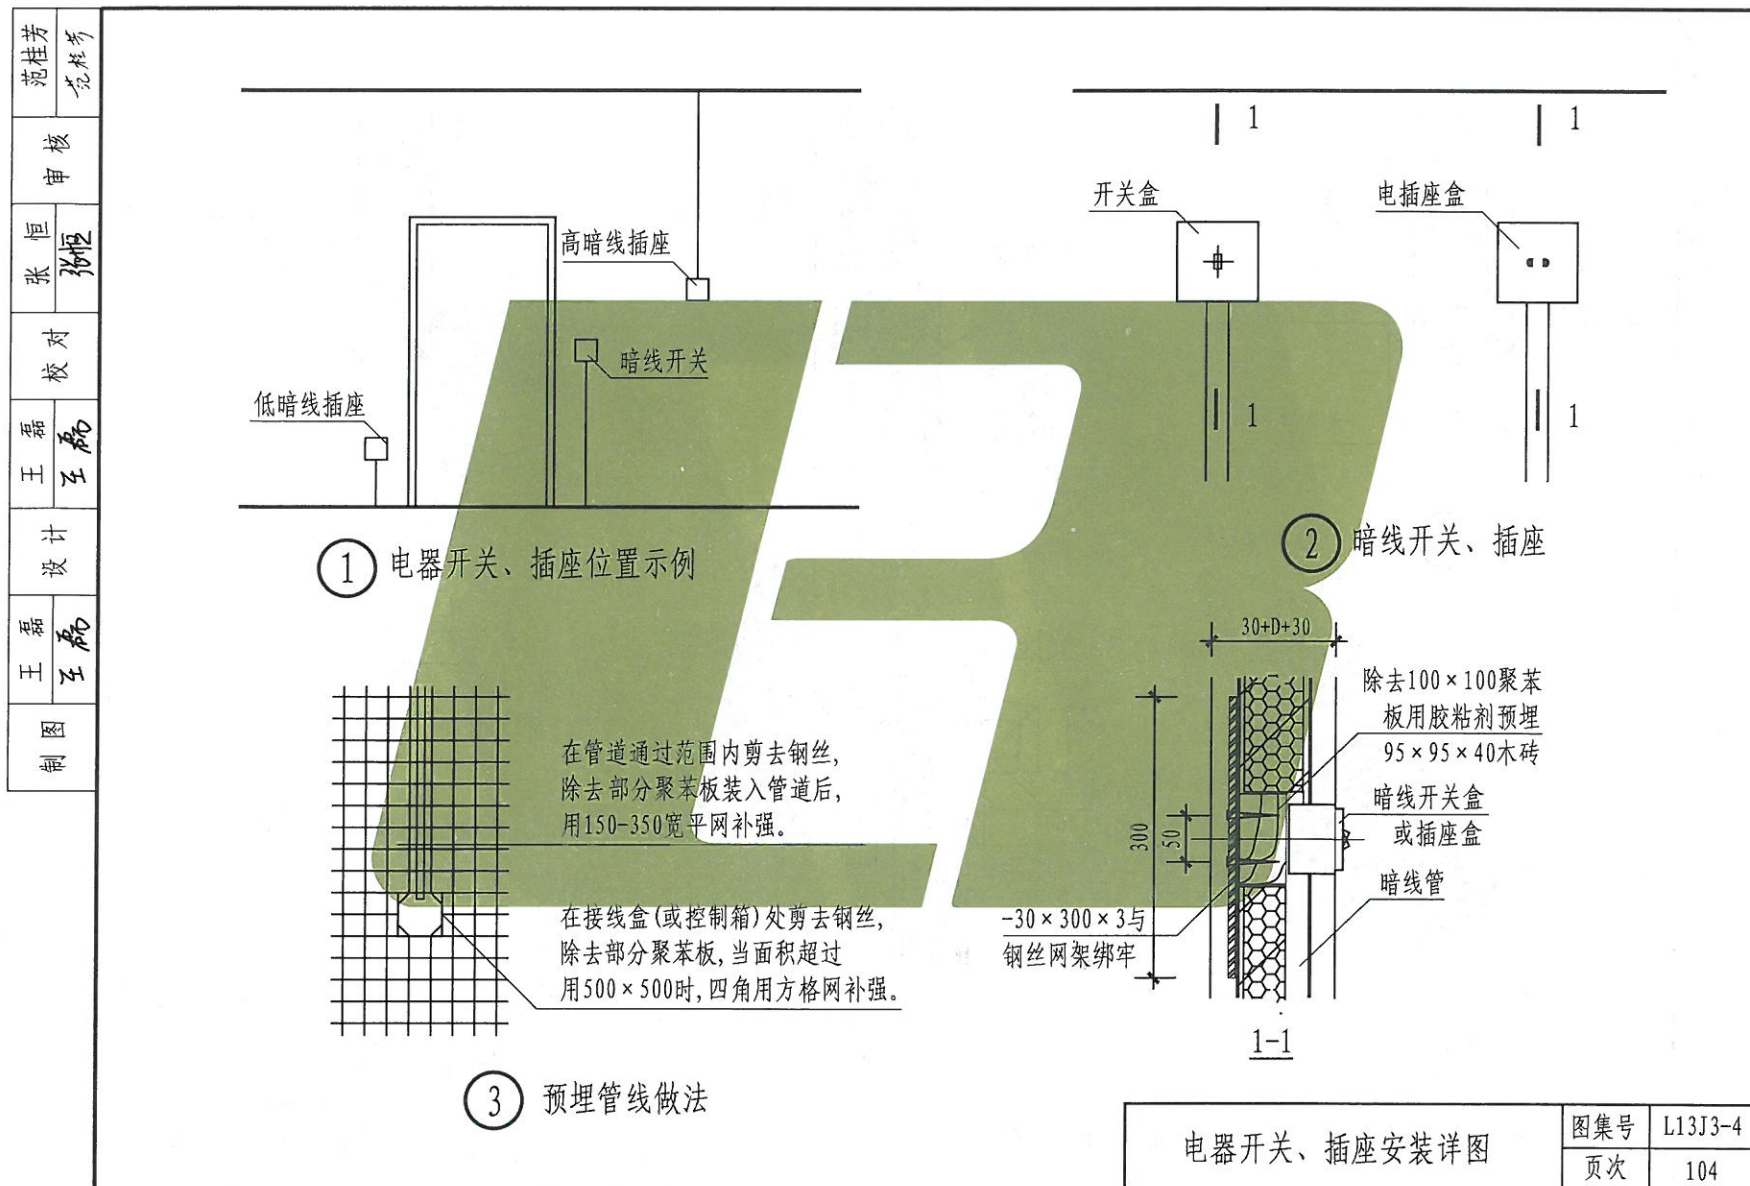 范桂芳
范桂芳
审核
张恒
张恒
校对
王磊
王磊
设计
王磊
王磊
制图
高暗线插座
暗线开关
低暗线插座
1 电器开关、插座位置示例
1
1
开关盒
电插座盒
1
1
2 暗线开关、插座
在管道通过范围内剪去钢丝,
除去部分聚苯板装入管道后,
用150-350宽平网补强。
在接线盒(或控制箱)处剪去钢丝,
除去部分聚苯板,当面积超过
用500×500时,四角用方格网补强。
3 预埋管线做法
30+D+30
除去100×100聚苯
板用胶粘剂预埋
95×95×40木砖
暗线开关盒
或插座盒
暗线管
300
50
-30×300×3与
钢丝网架绑牢
1-1
电器开关、插座安装详图
图集号 L13J3-4
页次 104